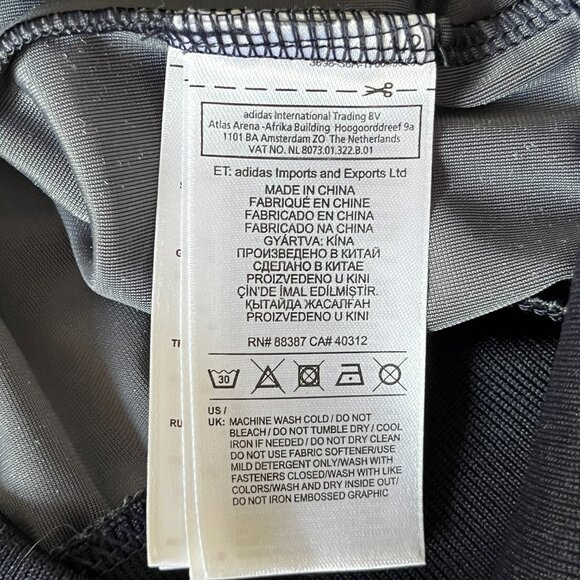 adidas International Trading BV
Atlas Arena -Afrika Building Hoogoorddreef 9a
1101 BA Amsterdam ZO The Netherlands
VAT NO. NL 8073.01.322.B.01
ET: adidas Imports and Exports Ltd
MADE IN CHINA
FABRIQUÉ EN CHINE
FABRICADO EN CHINA
FABRICADO NA CHINA
GYÁRTVA: KÍNA
ПРОИЗВЕДЕНО В КИТАЙ
СДЕЛАНО В КИТАЕ
PROIZVEDENO U KINI
ÇİN'DE İMAL EDİLMİŞTİR
ҚЫТАЙДА ЖАСАЛҒАН
PROIZVEDENO U KINI
RN# 88387 CA# 40312
30
US /
UK: MACHINE WASH COLD / DO NOT
BLEACH / DO NOT TUMBLE DRY / COOL
IRON IF NEEDED / DO NOT DRY CLEAN
DO NOT USE FABRIC SOFTENER/USE
MILD DETERGENT ONLY/WASH WITH
FASTENERS CLOSED/WASH WITH LIKE
COLORS/WASH AND DRY INSIDE OUT/
DO NOT IRON EMBOSSED GRAPHIC